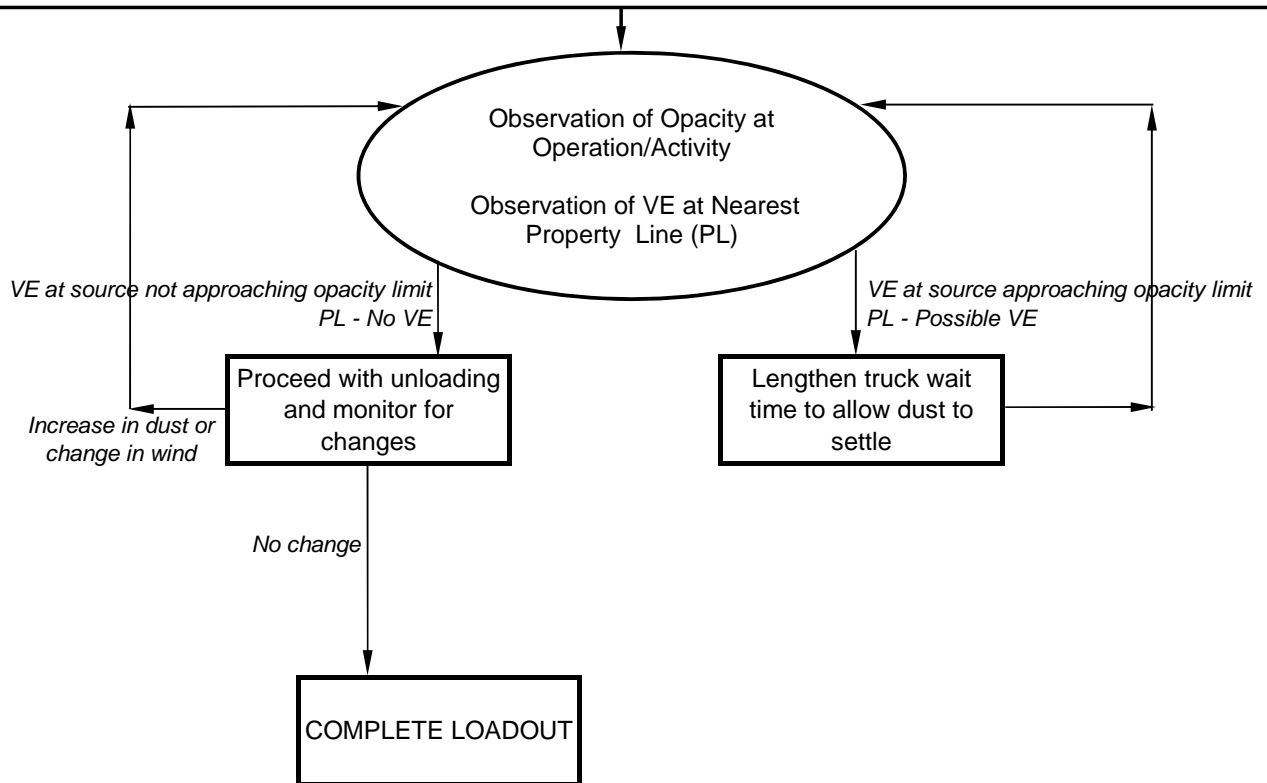 Observation of Opacity at
Operation/Activity
Observation of VE at Nearest
Property Line (PL)
VE at source not approaching opacity limit
PL - No VE
VE at source approaching opacity limit
PL - Possible VE
Proceed with unloading
and monitor for
changes
Lengthen truck wait
time to allow dust to
settle
Increase in dust or
change in wind
No change
COMPLETE LOADOUT